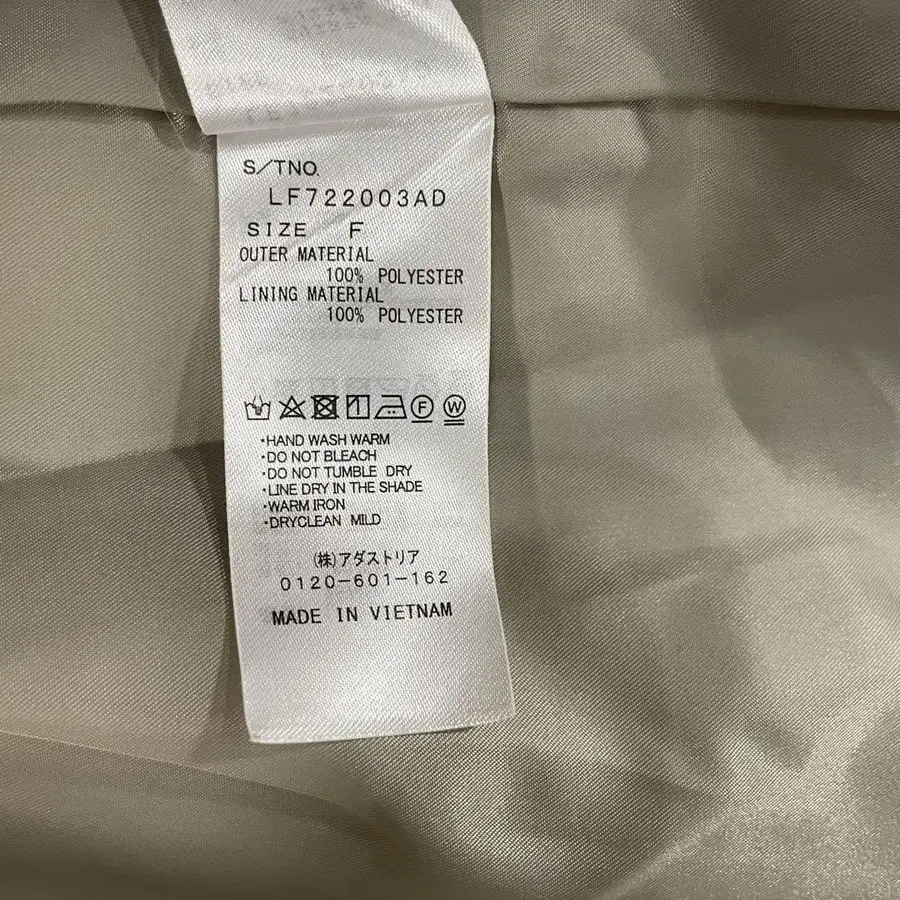 S/TNO.
LF722003AD
SIZE F
OUTER MATERIAL
100% POLYESTER
LINING MATERIAL
100% POLYESTER
F W
・HAND WASH WARM
・DO NOT BLEACH
・DO NOT TUMBLE DRY
・LINE DRY IN THE SHADE
・WARM IRON
・DRYCLEAN MILD
(株)アダストリア
0120-601-162
MADE IN VIETNAM